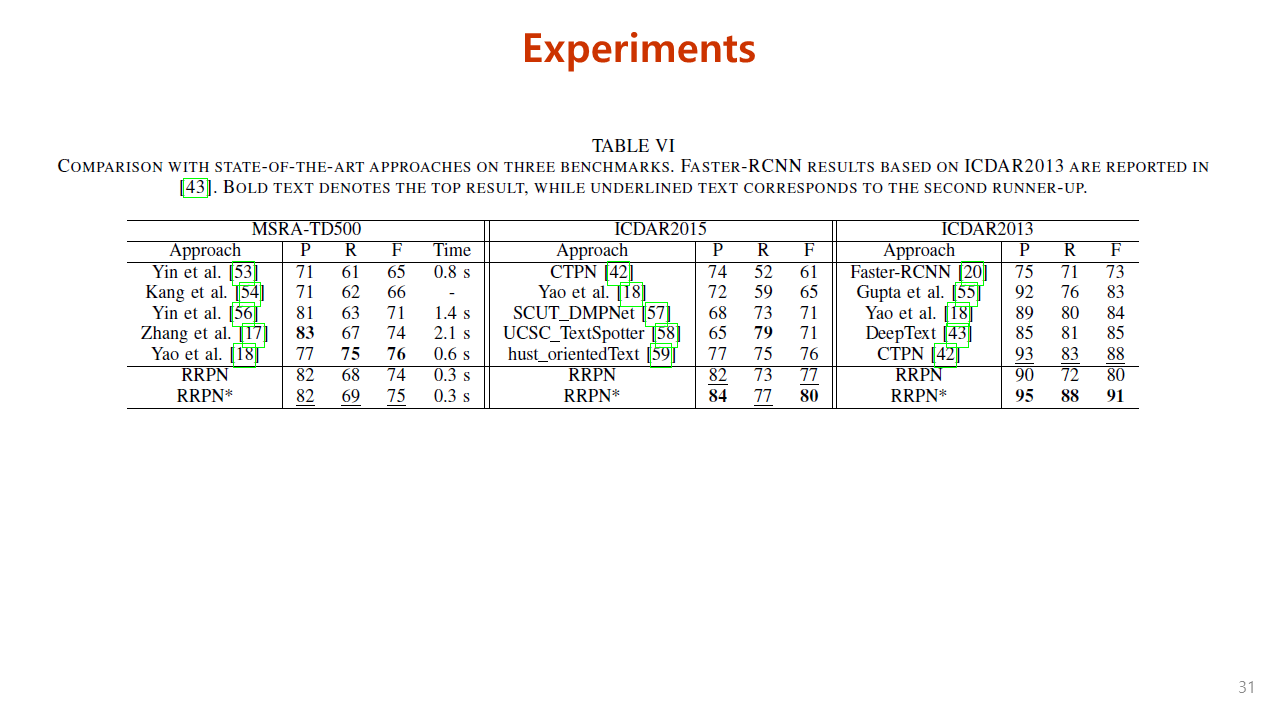 Experiments
TABLE VI
COMPARISON WITH STATE-OF-THE-ART APPROACHES ON THREE BENCHMARKS. FASTER-RCNN RESULTS BASED ON ICDAR2013 ARE REPORTED IN
[43]. BOLD TEXT DENOTES THE TOP RESULT, WHILE UNDERLINED TEXT CORRESPONDS TO THE SECOND RUNNER-UP.
MSRA-TD500 ICDAR2015 ICDAR2013
Approach P R F Time Approach P R F Approach P R F
Yin et al. [53] 71 61 65 0.8 s CTPN [42] 74 52 61 Faster-RCNN [20] 75 71 73
Kang et al. [54] 71 62 66 - Yao et al. [18] 72 59 65 Gupta et al. [55] 92 76 83
Yin et al. [56] 81 63 71 1.4 s SCUT_DMPNet [57] 68 73 71 Yao et al. [18] 89 80 84
Zhang et al. [17] 83 67 74 2.1 s UCSC_TextSpotter [58] 65 79 71 DeepText [43] 85 81 85
Yao et al. [18] 77 75 76 0.6 s hust_orientedText [59] 77 75 76 CTPN [42] 93 83 88
RRPN 82 68 74 0.3 s RRPN 82 73 77 RRPN 90 72 80
RRPN* 82 69 75 0.3 s RRPN* 84 77 80 RRPN* 95 88 91
31